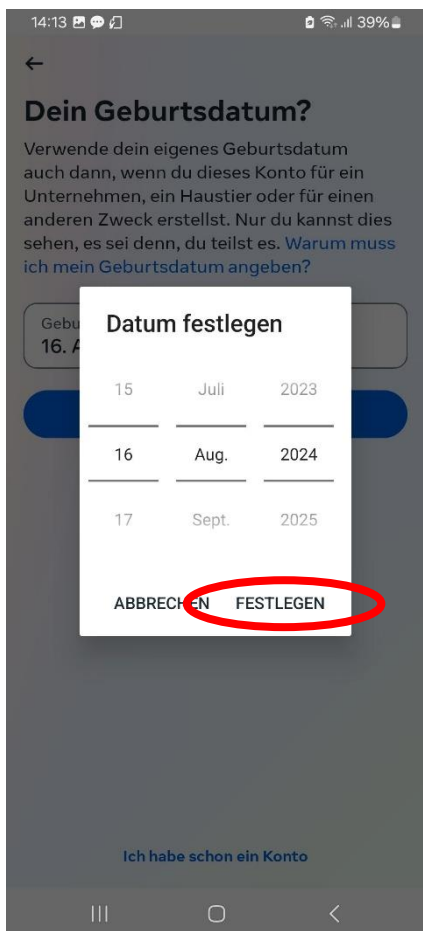 14:13 39%
Dein Geburtsdatum?
Verwende dein eigenes Geburtsdatum
auch dann, wenn du dieses Konto für ein
Unternehmen, ein Haustier oder für einen
anderen Zweck erstellst. Nur du kannst dies
sehen, es sei denn, du teilst es. Warum muss
ich mein Geburtsdatum angeben?
Gebu
16. A
Datum festlegen
15 Juli 2023
16 Aug. 2024
17 Sept. 2025
ABBRECHEN FESTLEGEN
Ich habe schon ein Konto